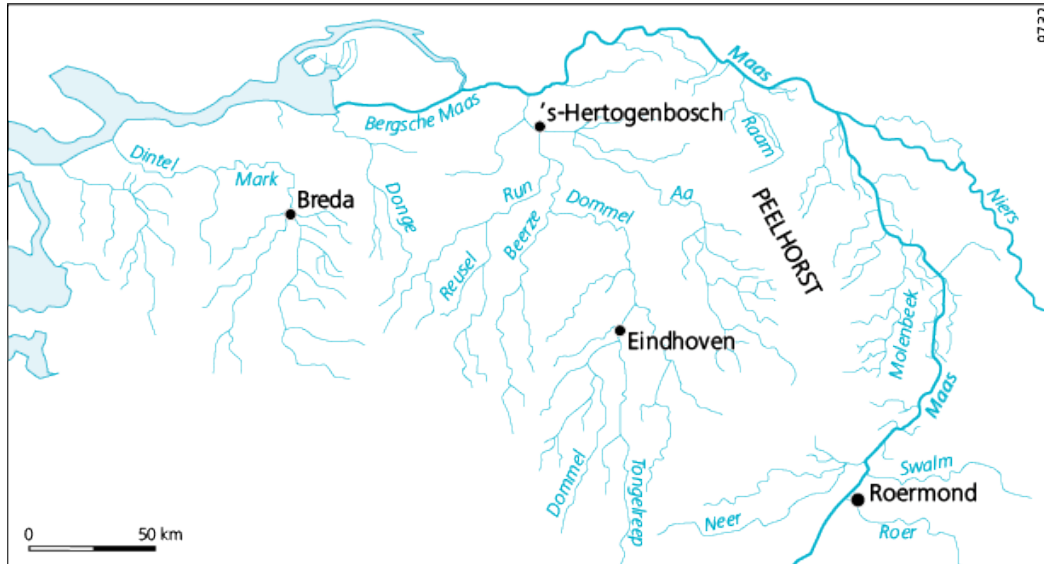 9732
Maas
Bergsche Maas
's-Hertogenbosch
Raam
Dintel
Mark
Breda
Donge
Run
Dommel
Aa
PEELHORST
Niers
Reusel
Beerze
Eindhoven
Molenbeek
Maas
Dommel
Tongelreep
Neer
Swalm
Roermond
Roer
0 50 km